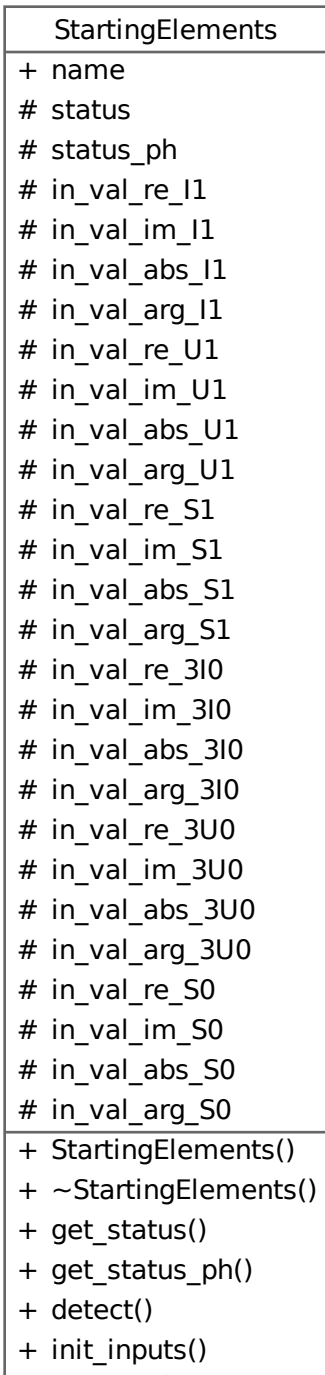 StartingElements
+ name
# status
# status_ph
# in_val_re_I1
# in_val_im_I1
# in_val_abs_I1
# in_val_arg_I1
# in_val_re_U1
# in_val_im_U1
# in_val_abs_U1
# in_val_arg_U1
# in_val_re_S1
# in_val_im_S1
# in_val_abs_S1
# in_val_arg_S1
# in_val_re_3I0
# in_val_im_3I0
# in_val_abs_3I0
# in_val_arg_3I0
# in_val_re_3U0
# in_val_im_3U0
# in_val_abs_3U0
# in_val_arg_3U0
# in_val_re_S0
# in_val_im_S0
# in_val_abs_S0
# in_val_arg_S0
+ StartingElements()
+ ~StartingElements()
+ get_status()
+ get_status_ph()
+ detect()
+ init_inputs()